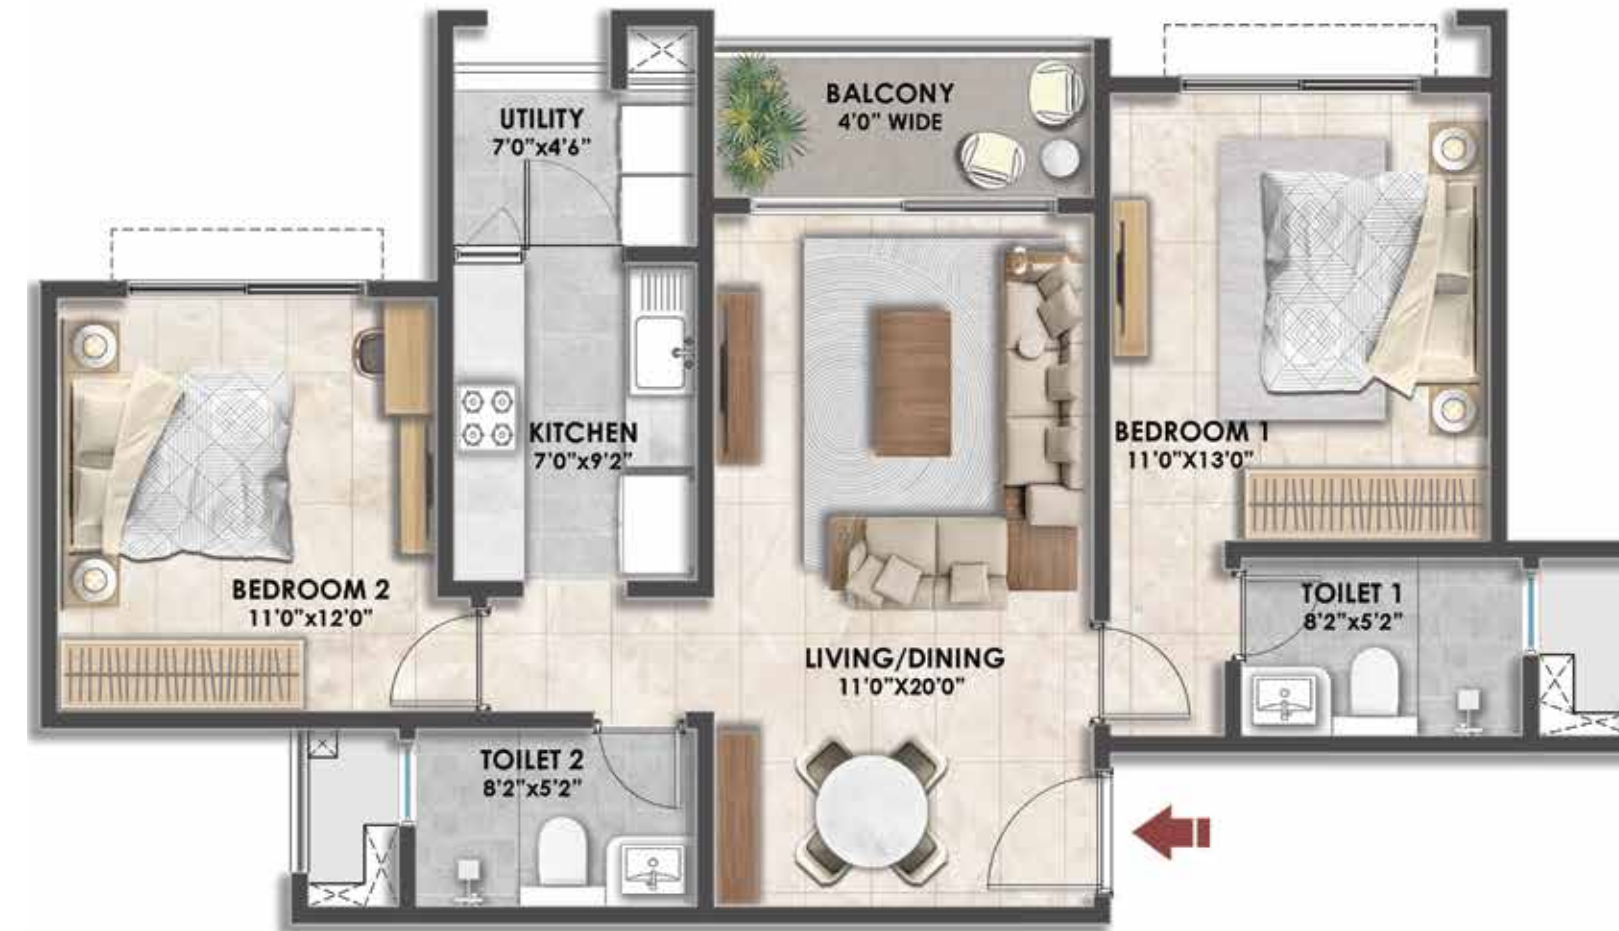 BALCONY
4'0" WIDE
UTILITY
7'0"x4'6"
KITCHEN
7'0"x9'2"
BEDROOM 1
11'0"X13'0"
BEDROOM 2
11'0"x12'0"
TOILET 1
8'2"x5'2"
LIVING/DINING
11'0"X20'0"
TOILET 2
8'2"x5'2"